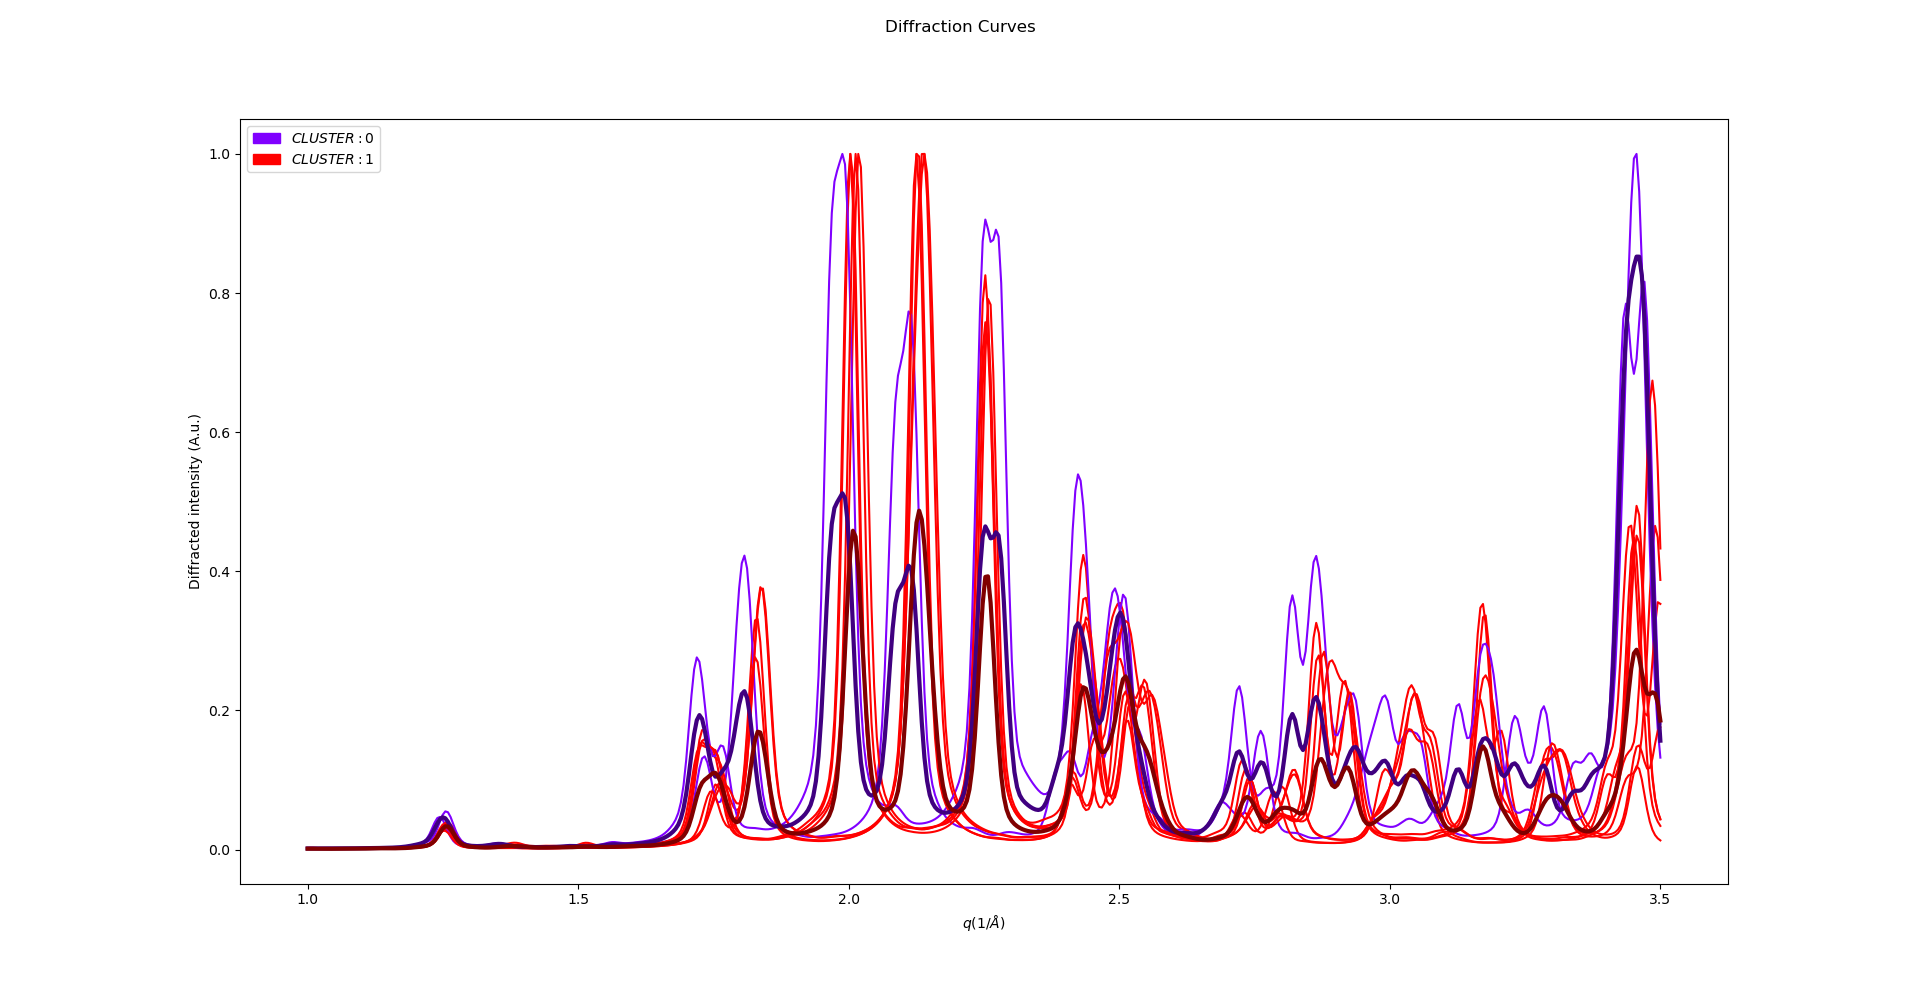 Diffraction Curves
CLUSTER : 0
CLUSTER : 1
1.0
0.8
0.6
0.4
0.2
0.0
Diffracted intensity (A.u.)
1.0 1.5 2.0 2.5 3.0 3.5
q(1/Å)